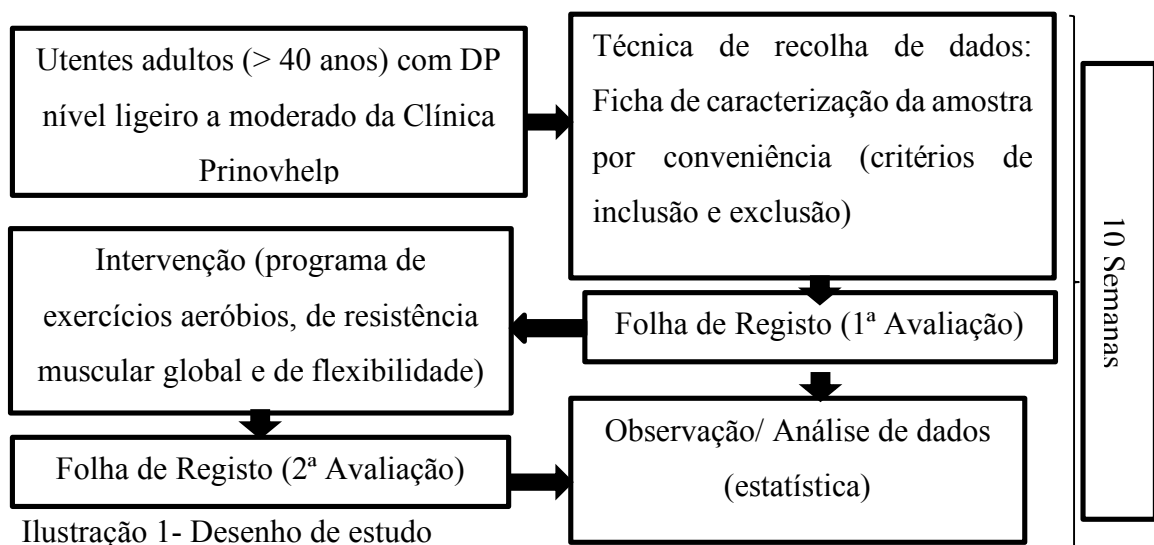 Utentes adultos (> 40 anos) com DP
nível ligeiro a moderado da Clínica
Prinovhelp
Técnica de recolha de dados:
Ficha de caracterização da amostra
por conveniência (critérios de
inclusão e exclusão)
Folha de Registo (1ª Avaliação)
Intervenção (programa de
exercícios aeróbios, de resistência
muscular global e de flexibilidade)
Folha de Registo (2ª Avaliação)
Observação/ Análise de dados
(estatística)
10 Semanas
Ilustração 1- Desenho de estudo